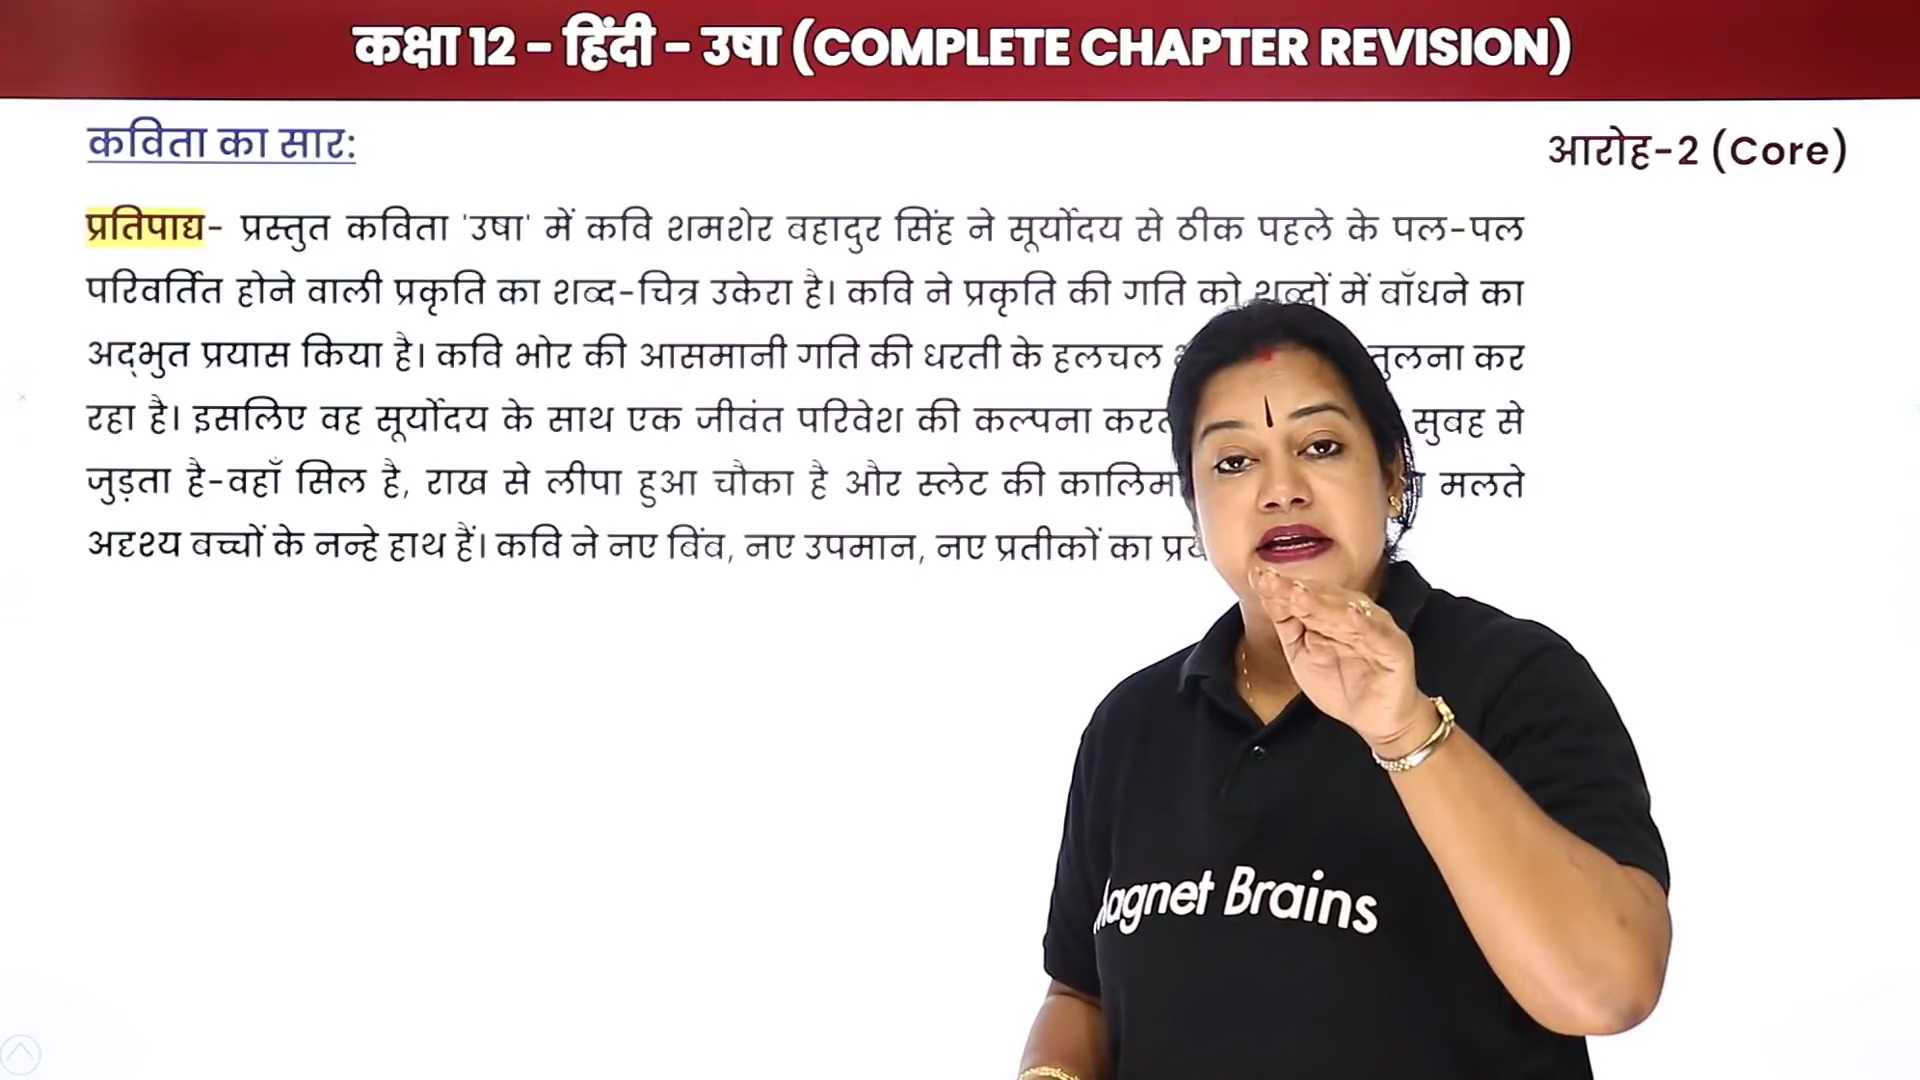 कक्षा 12 - हिंदी - उषा (COMPLETE CHAPTER REVISION)
कविता का सार:
आरोह-2 (Core)
प्रतिपाद्य- प्रस्तुत कविता 'उषा' में कवि शमशेर बहादुर सिंह ने सूर्योदय से ठीक पहले के पल-पल
परिवर्तित होने वाली प्रकृति का शब्द-चित्र उकेरा है। कवि ने प्रकृति की गति को शब्दों में बाँधने का
अद्भुत प्रयास किया है। कवि भोर की आसमानी गति की धरती के हलचल तुलना कर
रहा है। इसलिए वह सूर्योदय के साथ एक जीवंत परिवेश की कल्पना सुबह से
जुड़ता है-वहाँ सिल है, राख से लीपा हुआ चौका है और स्लेट की मलते
अदृश्य बच्चों के नन्हे हाथ हैं। कवि ने नए बिंब, नए उपमान, नए प्रतीकों का
agnet Brains